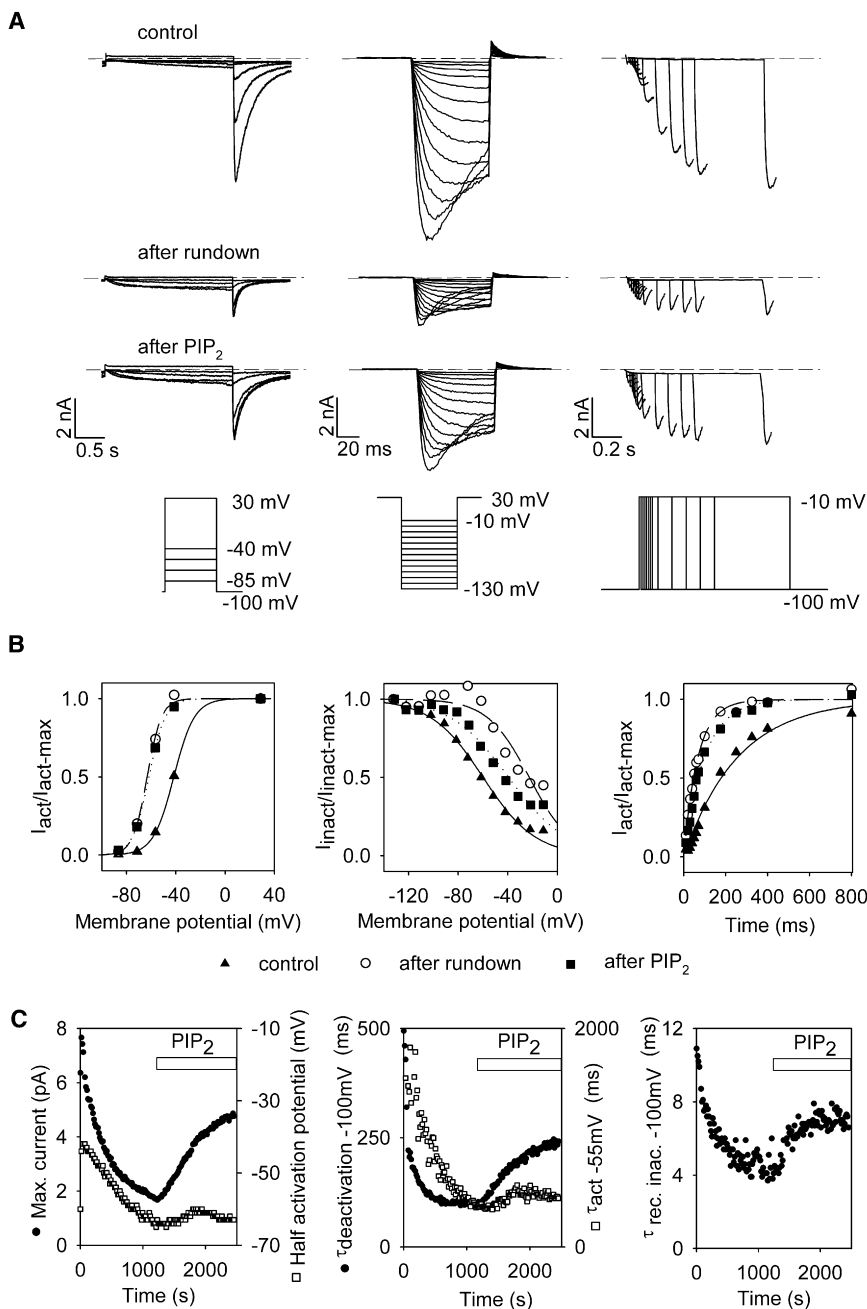 A
control
after rundown
after PIP2
2 nA
0.5 s
2 nA
20 ms
2 nA
0.2 s
30 mV
-40 mV
-85 mV
-100 mV
30 mV
-10 mV
-130 mV
-10 mV
-100 mV
B
Iact/Iact-max
1.0
0.5
0.0
-80 -40 0 40
Membrane potential (mV)
Iinact/Iinact-max
1.0
0.5
0.0
-120 -80 -40 0
Membrane potential (mV)
Iact/Iact-max
1.0
0.5
0.0
0 200 400 600 800
Time (ms)
control
after rundown
after PIP2
C
Max. current (pA)
8
6
4
2
0
PIP2
-10
-30
-50
-70
Half activation potential (mV)
0 1000 2000
Time (s)
τdeactivation -100mV (ms)
500
250
0
PIP2
2000
0
τact -55mV (ms)
0 1000 2000
Time (s)
τ rec. inac. -100mV (ms)
12
8
4
0
PIP2
0 1000 2000
Time (s)